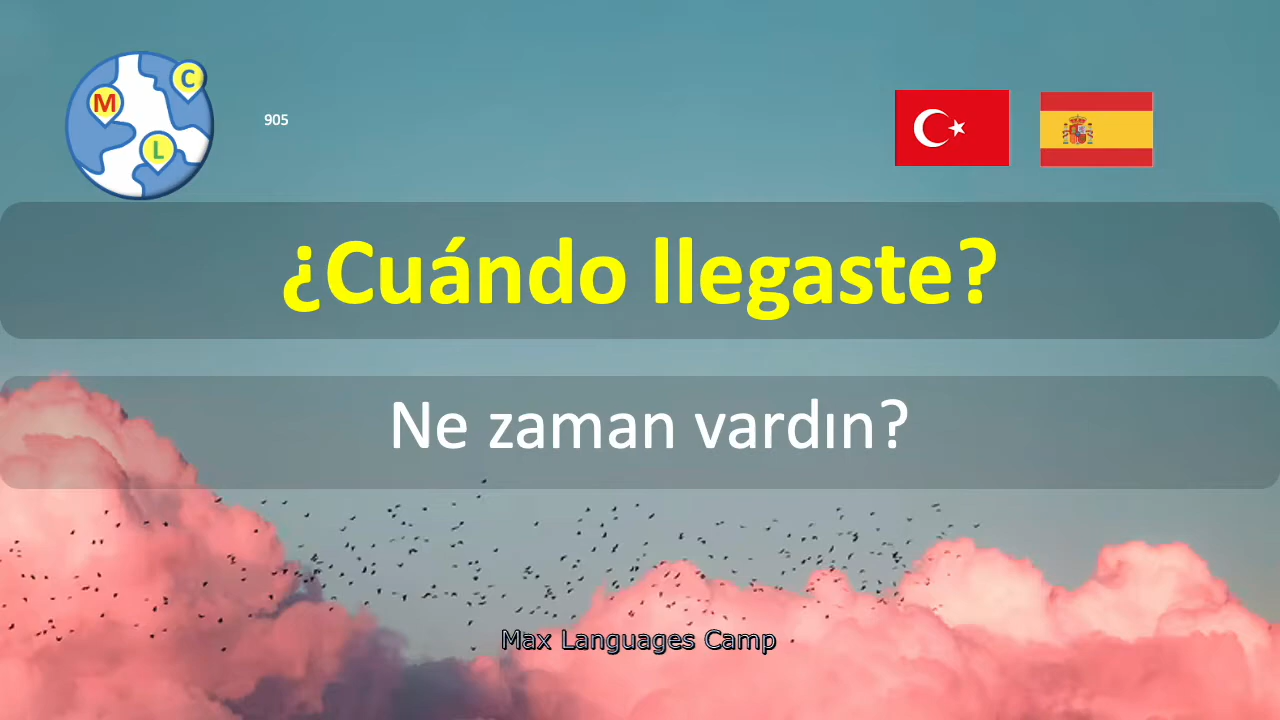 C
M
L
905
¿Cuándo llegaste?
Ne zaman vardın?
Max Languages Camp